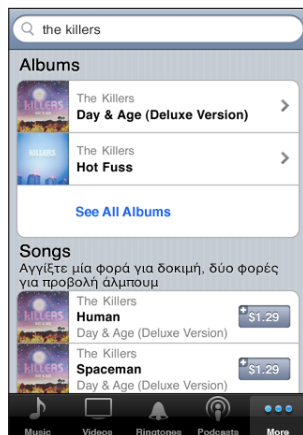 the killers
Albums
The Killers
Day & Age (Deluxe Version)
The Killers
Hot Fuss
See All Albums
Songs
Αγγίξτε μία φορά για δοκιμή, δύο φορές
για προβολή άλμπουμ
The Killers
Human
Day & Age (Deluxe Version)
$1.29
The Killers
Spaceman
Day & Age (Deluxe Version)
$1.29
Music Videos Ringtones Podcasts More